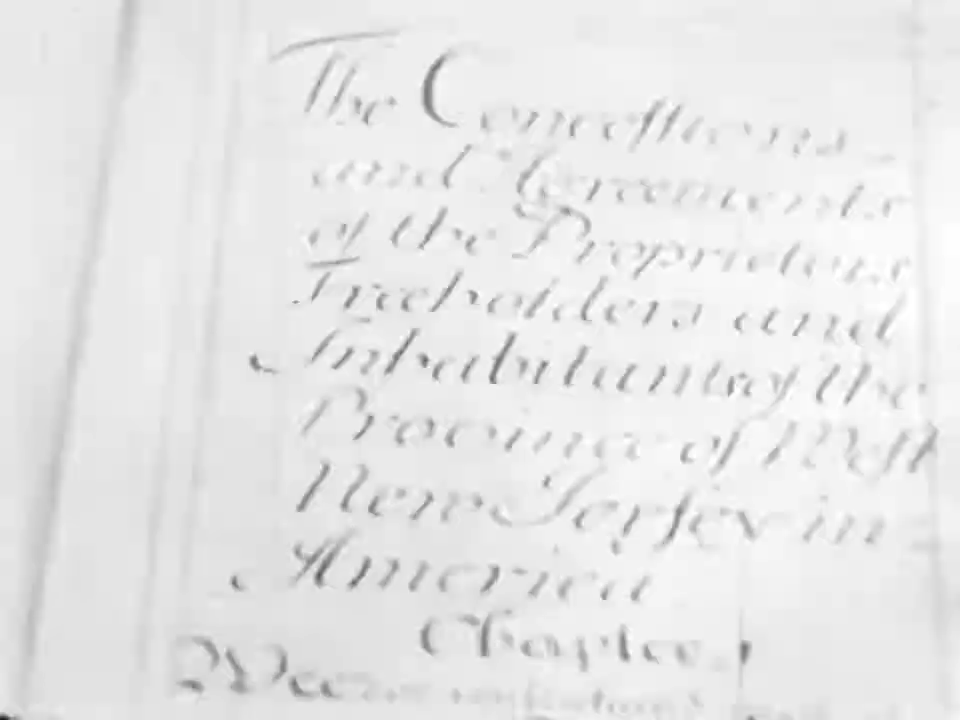 The Concessions
and Agreements
of the Proprietors
Freeholders and
Inhabitants of the
Province of West
New Jersey in
America
Chapter
Wee